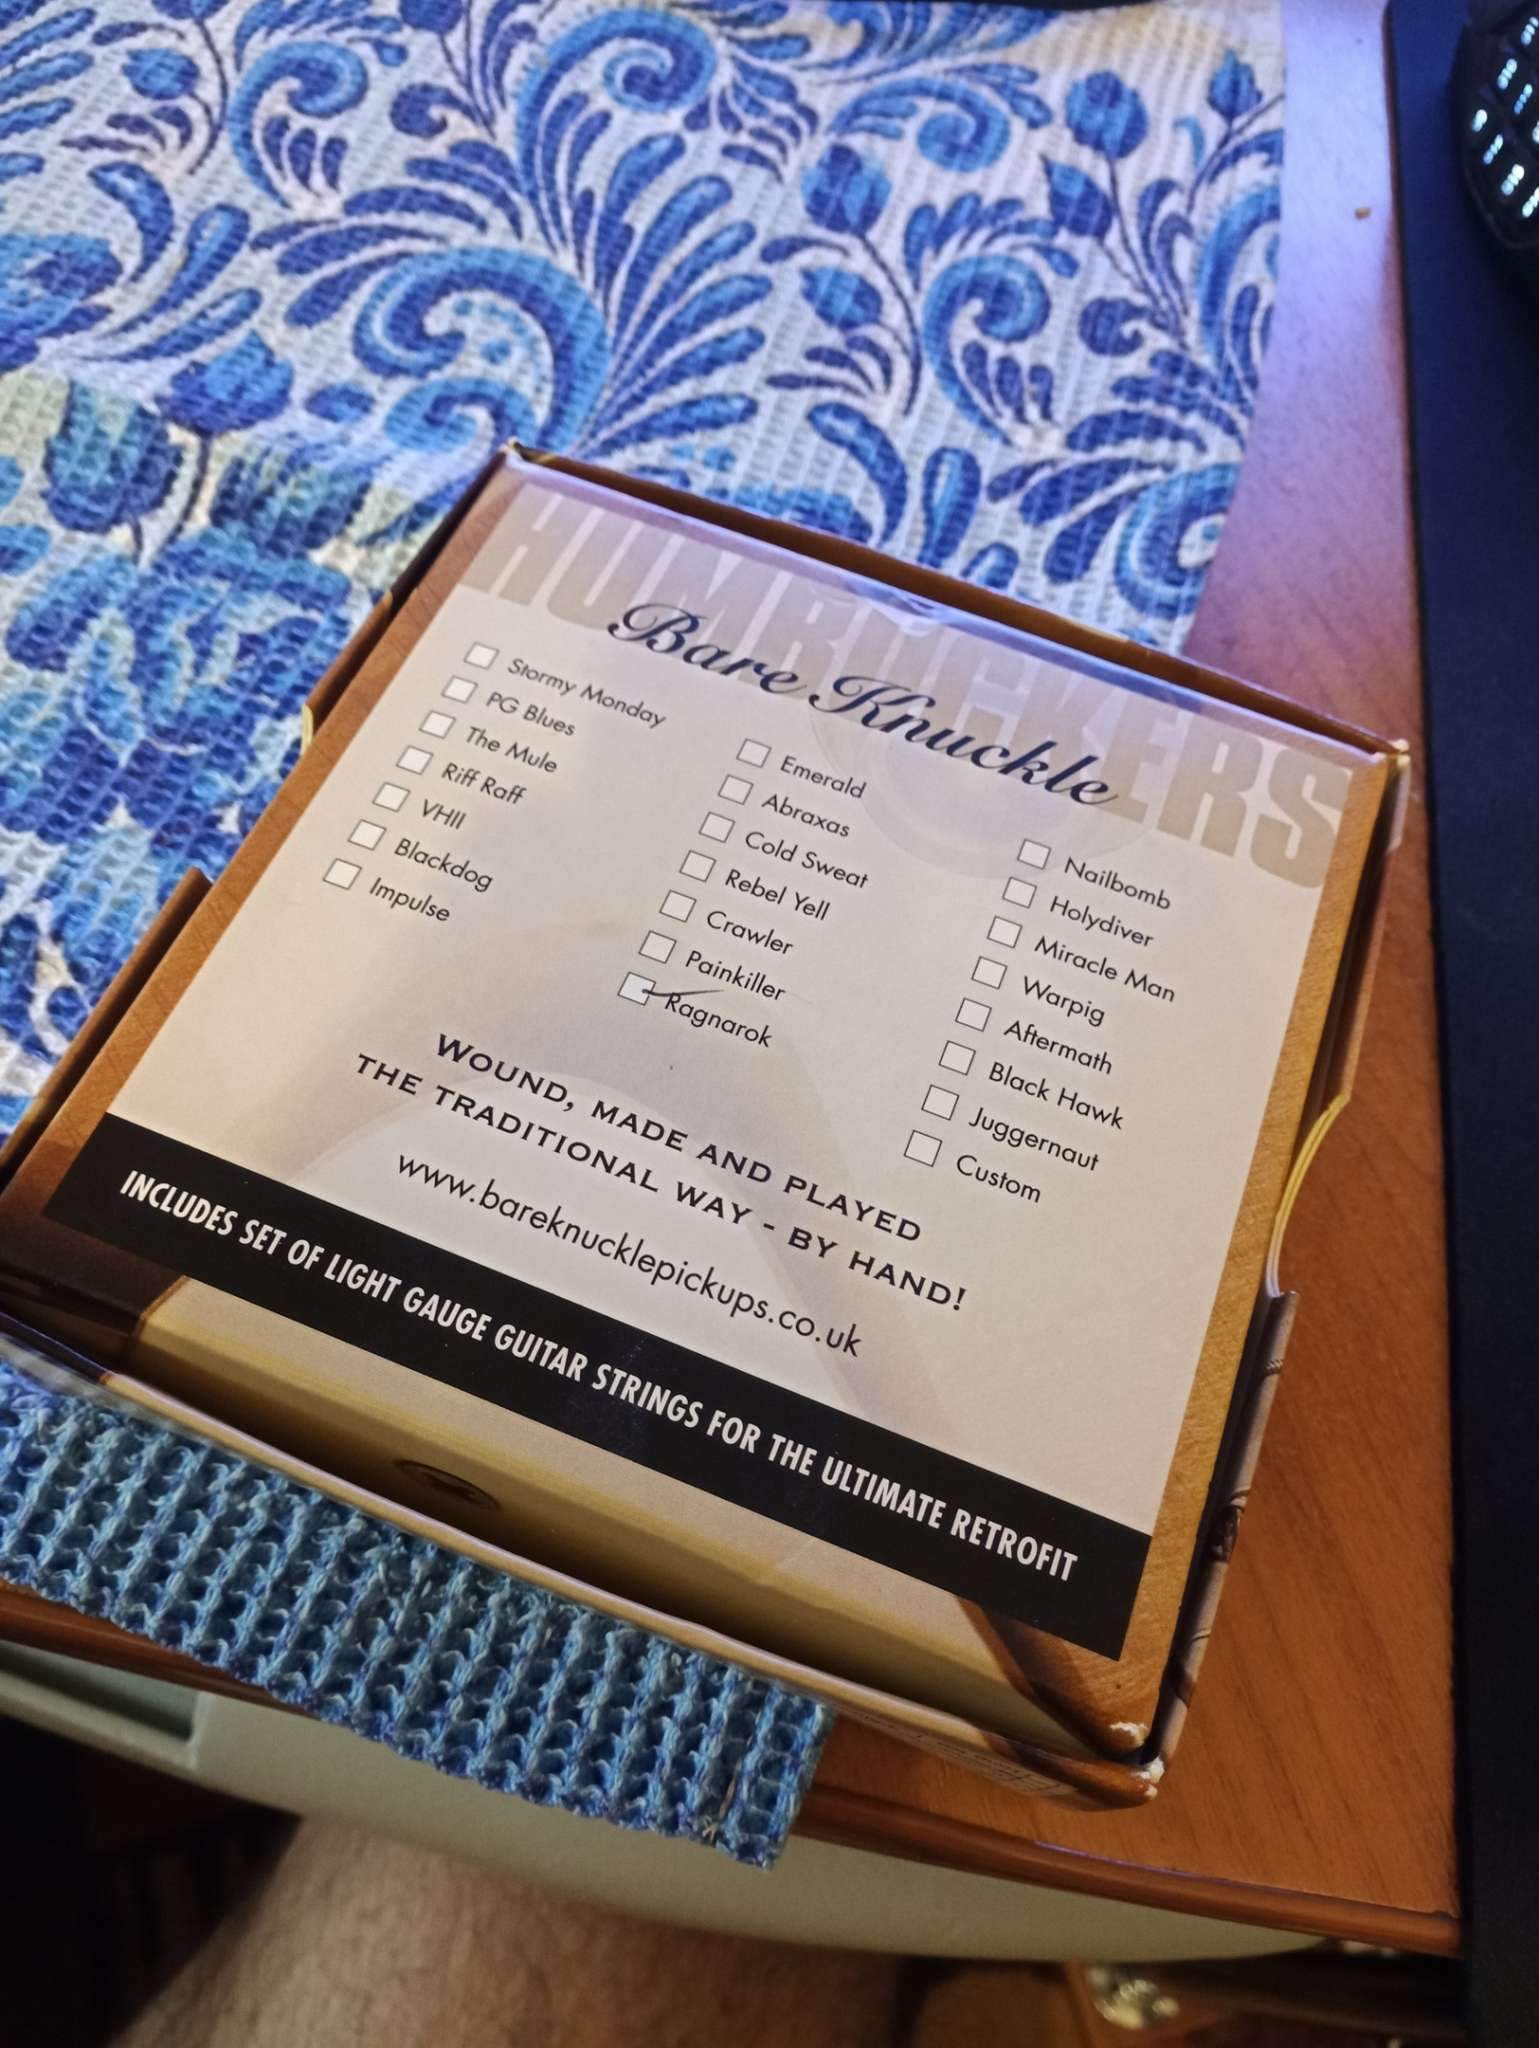 HUMBUCKERS
Bare Knuckle
Stormy Monday
PG Blues
The Mule
Riff Raff
VHII
Blackdog
Impulse
Emerald
Abraxas
Cold Sweat
Rebel Yell
Crawler
Painkiller
Ragnarok
Nailbomb
Holydiver
Miracle Man
Warpig
Aftermath
Black Hawk
Juggernaut
Custom
WOUND, MADE AND PLAYED
THE TRADITIONAL WAY - BY HAND!
www.bareknucklepickups.co.uk
INCLUDES SET OF LIGHT GAUGE GUITAR STRINGS FOR THE ULTIMATE RETROFIT